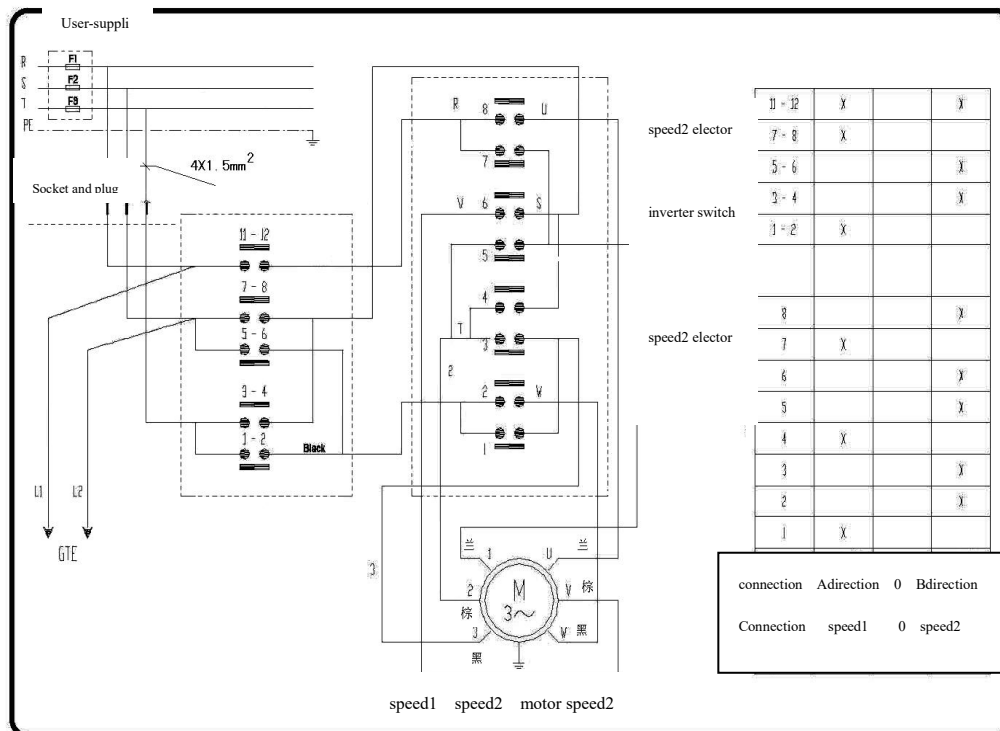 User-suppli
R F1
S F2
T F3
PE
4X1.5mm²
Socket and plug
11 - 12
7 - 8
5 - 6
3 - 4
1 - 2
Black
L1 L2
GTE
R 8 U
7
V 6 S
5
4
T 3
2
2 W
1
3
兰 1 U 兰
2 M V 棕
棕 3~
3 W 黑
黑
speed1 speed2 motor speed2
speed2 elector
inverter switch
speed2 elector
11 - 12 X X
7 - 8 X
5 - 6 X
3 - 4 X
1 - 2 X
8 X
7 X
6 X
5 X
4 X
3 X
2 X
1 X
connection Adirection 0 Bdirection
Connection speed1 0 speed2